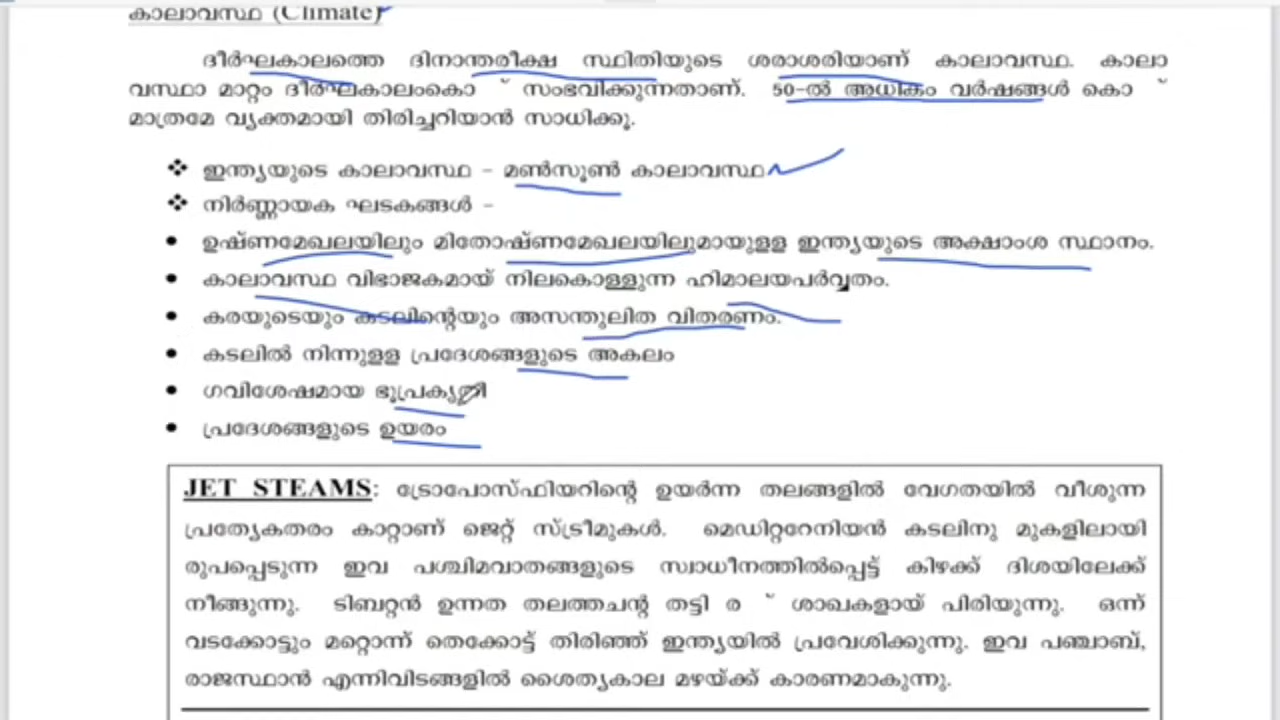 കാലാവസ്ഥ (Climate)
ദീർഘകാലത്തെ ദിനാന്തരീക്ഷ സ്ഥിതിയുടെ ശരാശരിയാണ് കാലാവസ്ഥ. കാലാ
വസ്ഥാ മാറ്റം ദീർഘകാലംകൊ ് സംഭവിക്കുന്നതാണ്. 50-ൽ അധികം വർഷങ്ങൾ കൊ ്
മാത്രമേ വ്യക്തമായി തിരിച്ചറിയാൻ സാധിക്കൂ.
❖ ഇന്ത്യയുടെ കാലാവസ്ഥ - മൺസൂൺ കാലാവസ്ഥ
❖ നിർണ്ണായക ഘടകങ്ങൾ -
• ഉഷ്ണമേഖലയിലും മിതോഷ്ണമേഖലയിലുമായുളള ഇന്ത്യയുടെ അക്ഷാംശ സ്ഥാനം.
• കാലാവസ്ഥ വിഭാജകമായ് നിലകൊള്ളുന്ന ഹിമാലയപർവ്വതം.
• കരയുടെയും കടലിന്റെയും അസന്തുലിത വിതരണം.
• കടലിൽ നിന്നുളള പ്രദേശങ്ങളുടെ അകലം
• ഗവിശേഷമായ ഭൂപ്രകൃതീ
• പ്രദേശങ്ങളുടെ ഉയരം
JET STEAMS: ട്രോപോസ്ഫിയറിന്റെ ഉയർന്ന തലങ്ങളിൽ വേഗതയിൽ വീശുന്ന
പ്രത്യേകതരം കാറ്റാണ് ജെറ്റ് സ്ട്രീമുകൾ. മെഡിറ്ററേനിയൻ കടലിനു മുകളിലായി
രൂപപ്പെടുന്ന ഇവ പശ്ചിമവാതങ്ങളുടെ സ്വാധീനത്തിൽപ്പെട്ട് കിഴക്ക് ദിശയിലേക്ക്
നീങ്ങുന്നു. ടിബറ്റൻ ഉന്നത തലത്തചന്റ തട്ടി ര ് ശാഖകളായ് പിരിയുന്നു. ഒന്ന്
വടക്കോട്ടും മറ്റൊന്ന് തെക്കോട്ട് തിരിഞ്ഞ് ഇന്ത്യയിൽ പ്രവേശിക്കുന്നു. ഇവ പഞ്ചാബ്,
രാജസ്ഥാൻ എന്നിവിടങ്ങളിൽ ശൈത്യകാല മഴയ്ക്ക് കാരണമാകുന്നു.